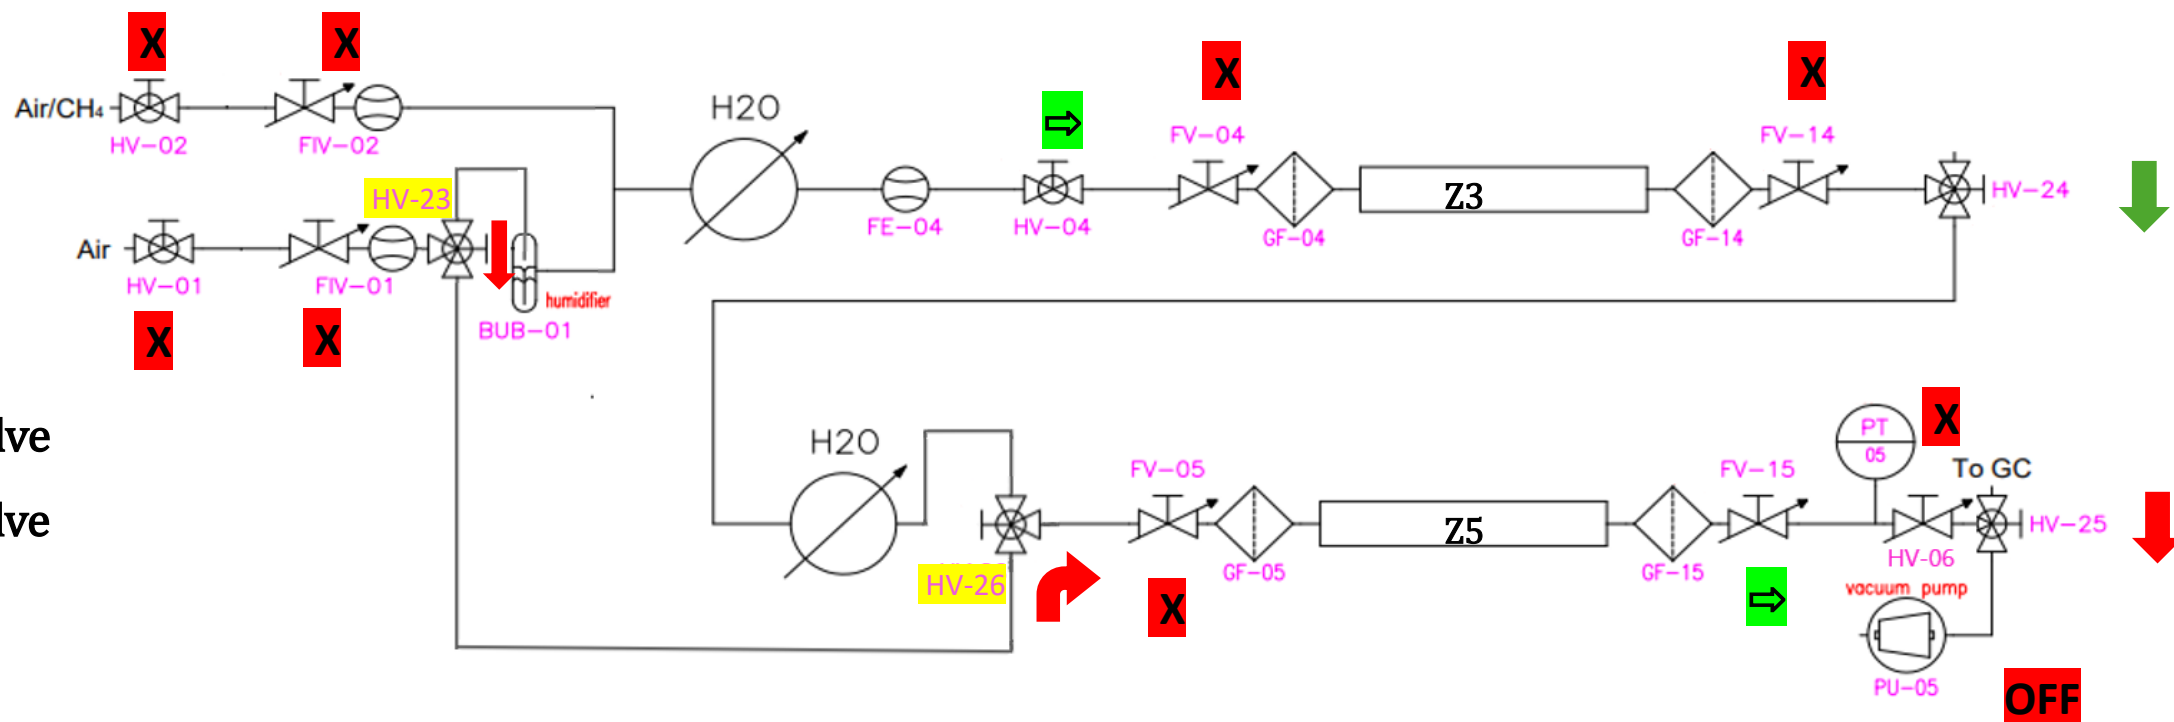 X X
Air/CH₄
HV-02 FIV-02
H2O
X X
FV-04 FV-14
HV-23
Z3
HV-24
FE-04 HV-04 GF-04 GF-14
Air
HV-01 FIV-01
humidifier
BUB-01
X X
lve
lve
H2O
X
PT
05
To GC
FV-05 FV-15
Z5
HV-25
HV-06
GF-05 GF-15
HV-26
vacuum pump
X
PU-05
OFF